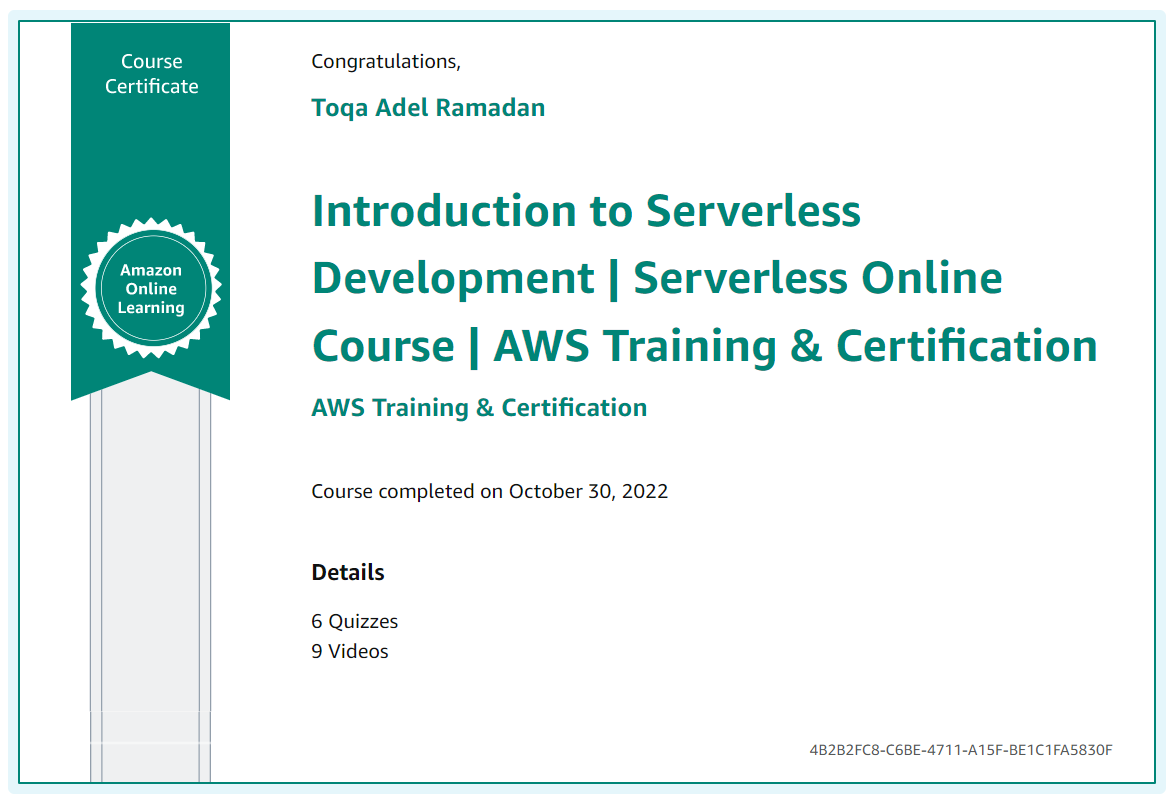 Course
Certificate
Amazon
Online
Learning
Congratulations,
Toqa Adel Ramadan
Introduction to Serverless
Development | Serverless Online
Course | AWS Training & Certification
AWS Training & Certification
Course completed on October 30, 2022
Details
6 Quizzes
9 Videos
4B2B2FC8-C6BE-4711-A15F-BE1C1FA5830F